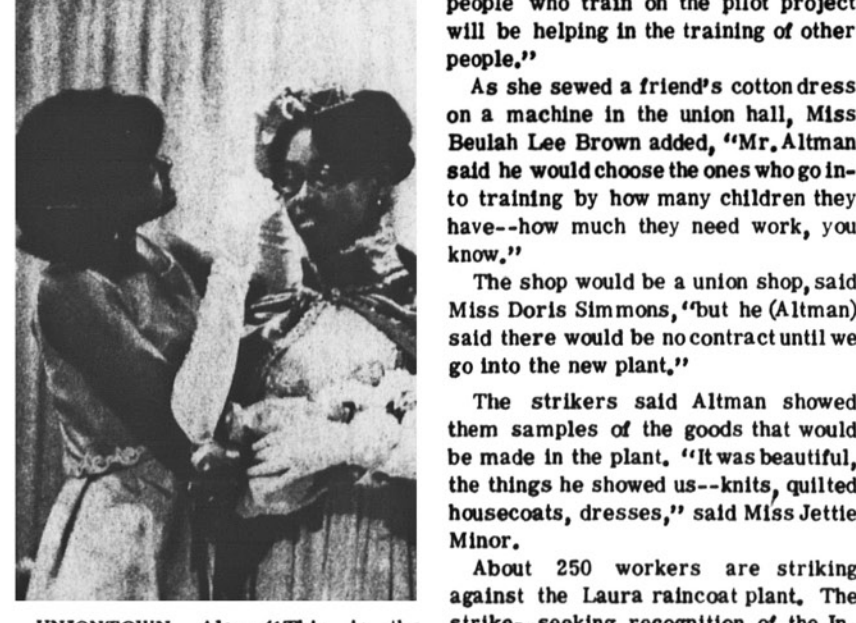 people who train on the pilot project
will be helping in the training of other
people.”
As she sewed a friend’s cotton dress
on a machine in the union hall, Miss
Beulah Lee Brown added, “Mr. Altman
said he would choose the ones who go in-
to training by how many children they
have--how much they need work, you
know.”
The shop would be a union shop, said
Miss Doris Simmons, “but he (Altman)
said there would be no contract until we
go into the new plant.”
The strikers said Altman showed
them samples of the goods that would
be made in the plant. “It was beautiful,
the things he showed us--knits, quilted
housecoats, dresses,” said Miss Jettie
Minor.
About 250 workers are striking
against the Laura raincoat plant. The
strike-- seeking recognition of the In-
UNIONTOWN